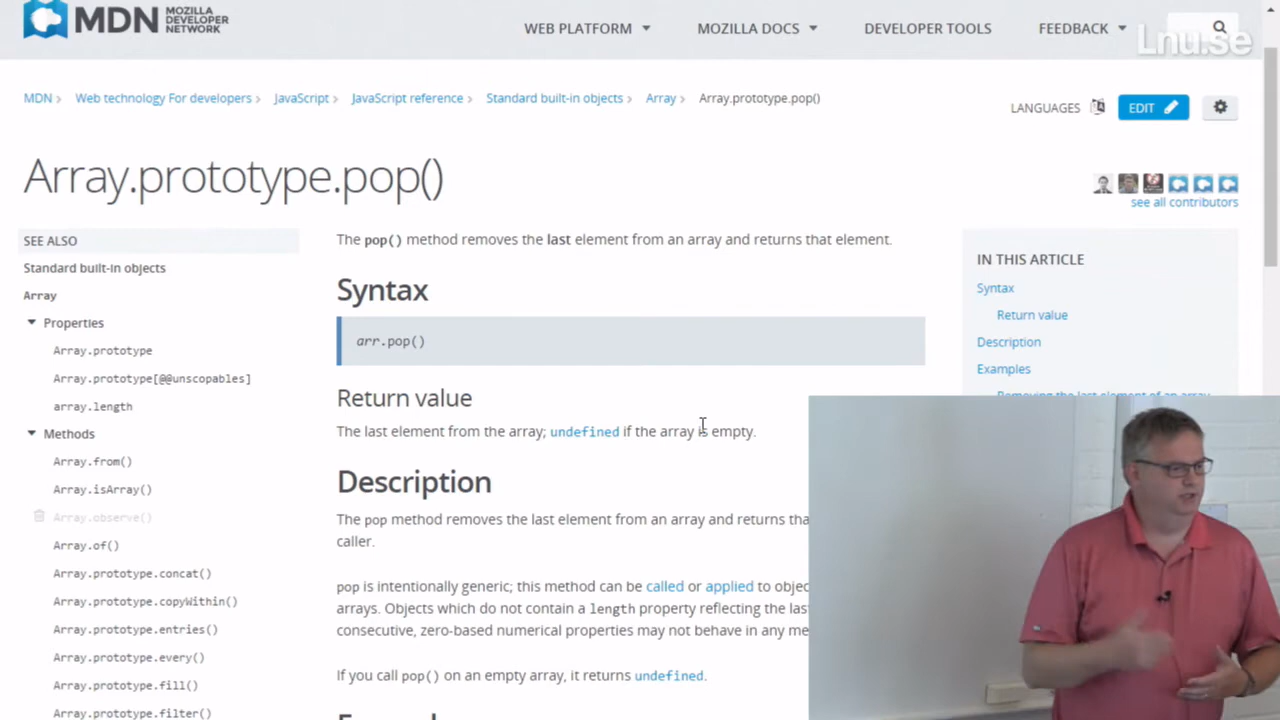 MDN MOZILLA DEVELOPER NETWORK
WEB PLATFORM MOZILLA DOCS DEVELOPER TOOLS FEEDBACK
Lnu.se
MDN Web technology For developers JavaScript JavaScript reference Standard built-in objects Array Array.prototype.pop()
LANGUAGES EDIT
Array.prototype.pop()
see all contributors
SEE ALSO
Standard built-in objects
Array
Properties
Array.prototype
Array.prototype[@@unscopables]
array.length
Methods
Array.from()
Array.isArray()
Array.observe()
Array.of()
Array.prototype.concat()
Array.prototype.copyWithin()
Array.prototype.entries()
Array.prototype.every()
Array.prototype.fill()
Array.prototype.filter()
The pop() method removes the last element from an array and returns that element.
Syntax
arr.pop()
Return value
The last element from the array; undefined if the array is empty.
Description
The pop method removes the last element from an array and returns tha
caller.
pop is intentionally generic; this method can be called or applied to objec
arrays. Objects which do not contain a length property reflecting the las
consecutive, zero-based numerical properties may not behave in any me
If you call pop() on an empty array, it returns undefined.
IN THIS ARTICLE
Syntax
Return value
Description
Examples
Removing the last element of an array